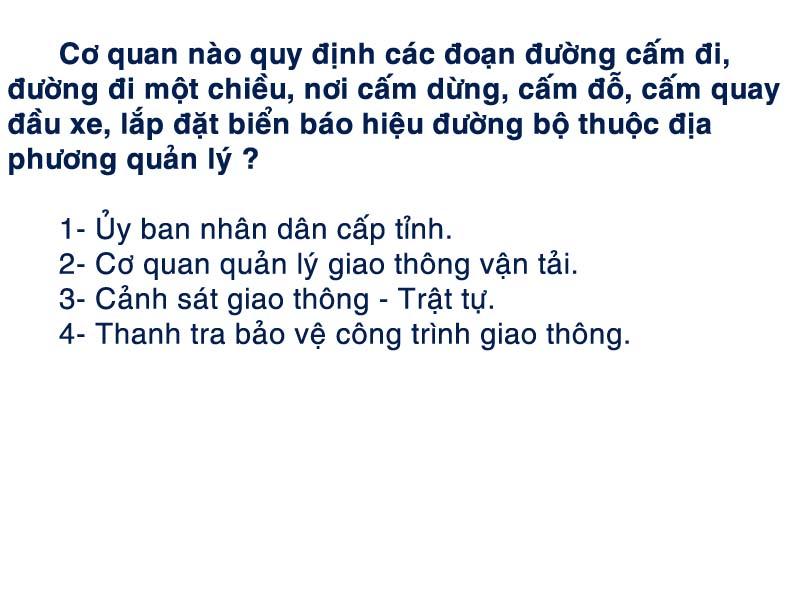 Cơ quan nào quy định các đoạn đường cấm đi,
đường đi một chiều, nơi cấm dừng, cấm đỗ, cấm quay
đầu xe, lắp đặt biển báo hiệu đường bộ thuộc địa
phương quản lý ?
1- Ủy ban nhân dân cấp tỉnh.
2- Cơ quan quản lý giao thông vận tải.
3- Cảnh sát giao thông - Trật tự.
4- Thanh tra bảo vệ công trình giao thông.